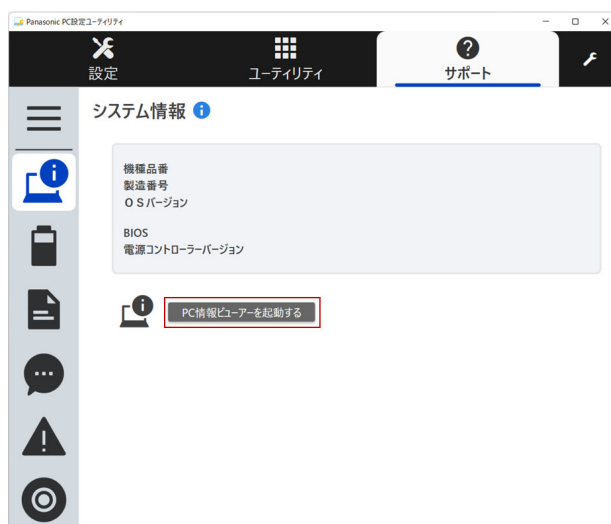 Panasonic PC設定ユーティリティ
設定
ユーティリティ
サポート
システム情報
機種品番
製造番号
ＯＳバージョン
BIOS
電源コントローラーバージョン
PC情報ビューアーを起動する